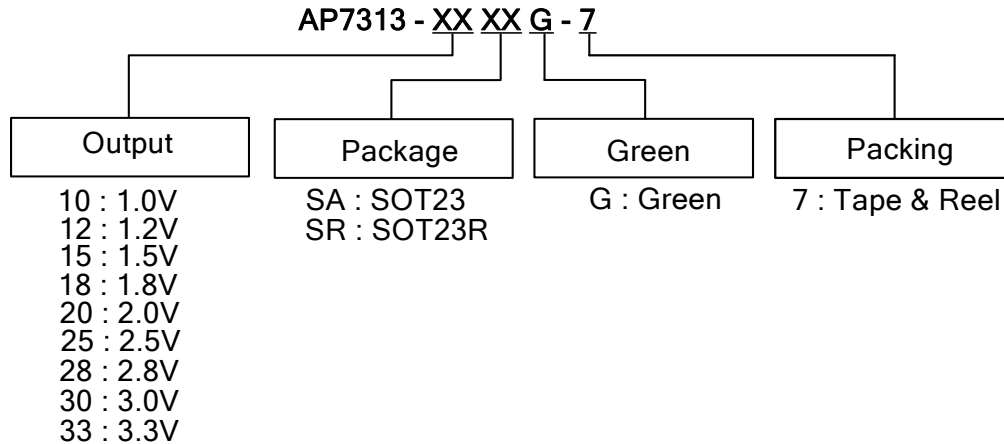 AP7313 - XX XX G - 7
Output
Package
Green
Packing
10 : 1.0V
12 : 1.2V
15 : 1.5V
18 : 1.8V
20 : 2.0V
25 : 2.5V
28 : 2.8V
30 : 3.0V
33 : 3.3V
SA : SOT23
SR : SOT23R
G : Green
7 : Tape & Reel